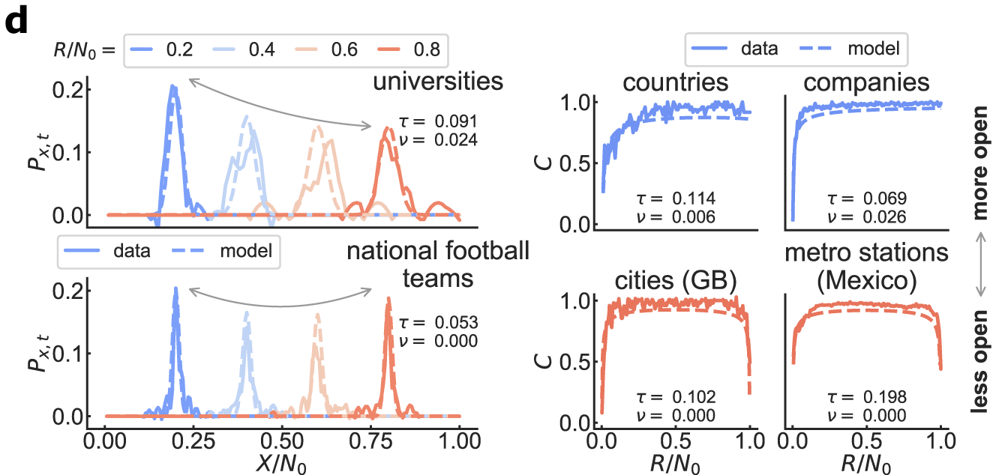 d
R/N₀ = 0.2 0.4 0.6 0.8
universities
τ = 0.091
ν = 0.024
0.2
0.1
0.0
Pₓ,ₜ
data model
national football
teams
τ = 0.053
ν = 0.000
0.2
0.1
0.0
Pₓ,ₜ
0.00 0.25 0.50 0.75 1.00
X/N₀
data model
countries
τ = 0.114
ν = 0.006
1.0
0.5
0.0
C
companies
τ = 0.069
ν = 0.026
cities (GB)
τ = 0.102
ν = 0.000
1.0
0.5
0.0
C
0.0 0.5 1.0
R/N₀
metro stations
(Mexico)
τ = 0.198
ν = 0.000
0.0 0.5 1.0
R/N₀
more open
less open